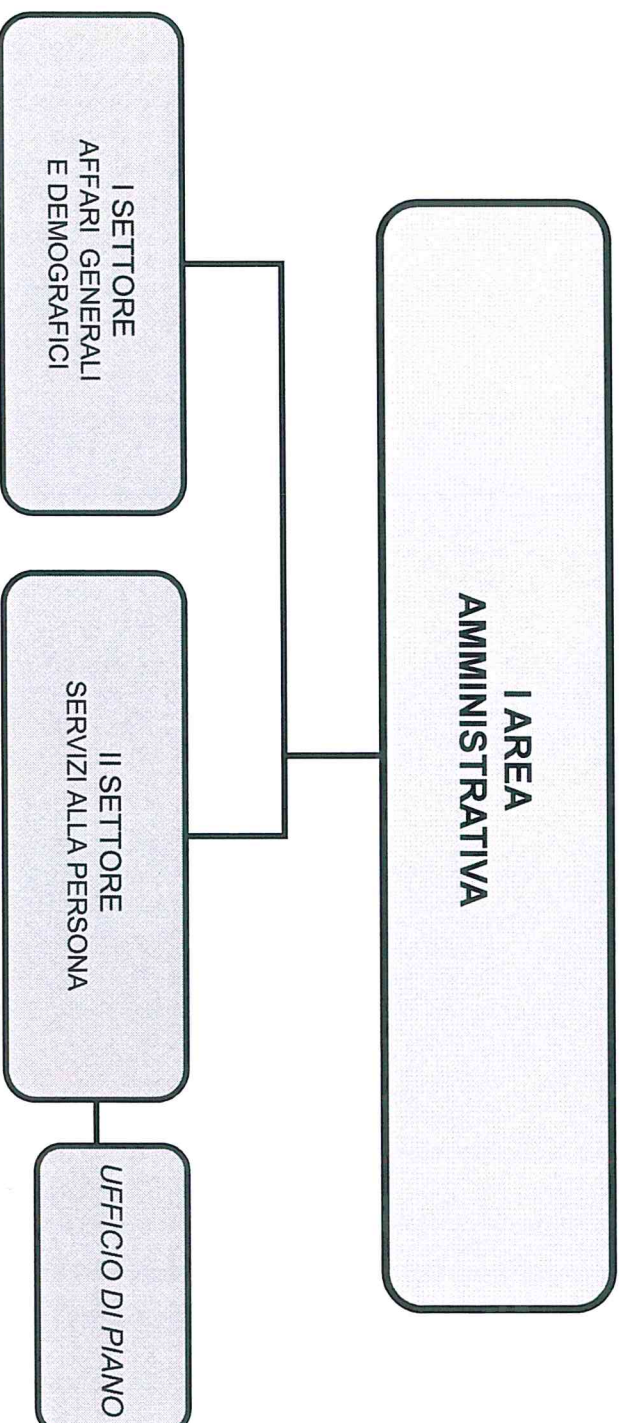 I AREA
AMMINISTRATIVA
I SETTORE
AFFARI GENERALI
E DEMOGRAFICI
II SETTORE
SERVIZI ALLA PERSONA
UFFICIO DI PIANO